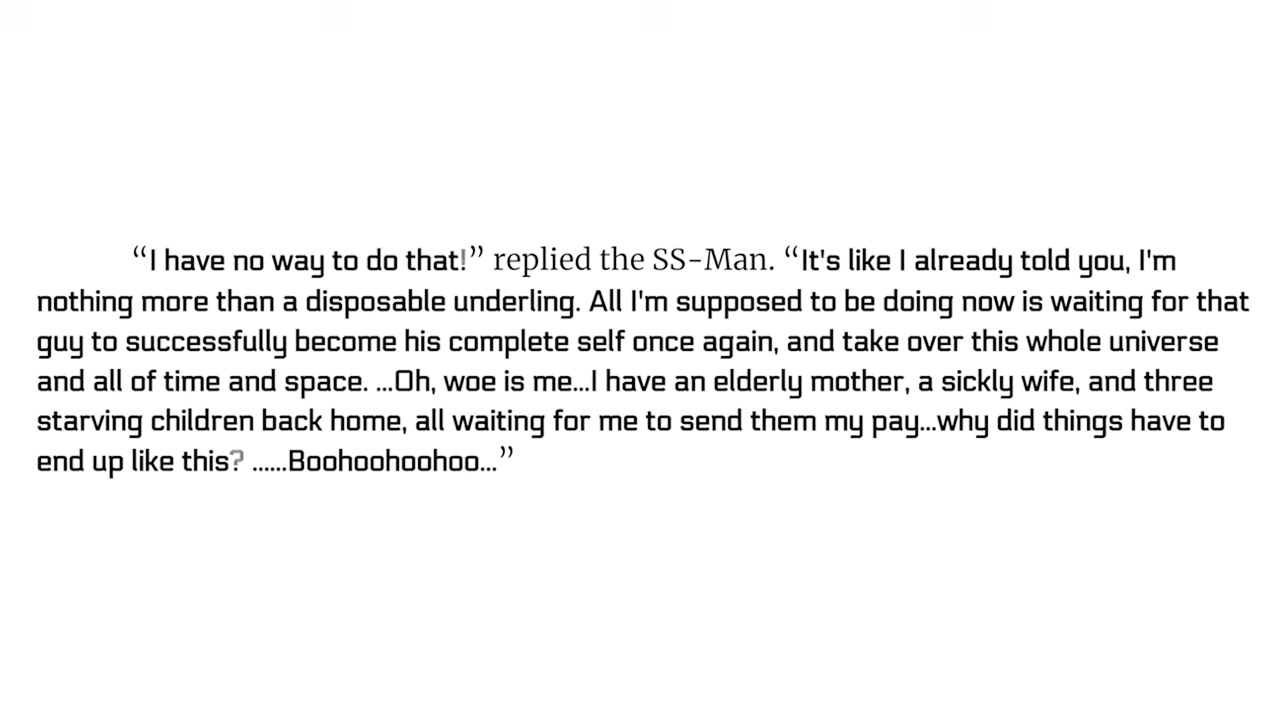 “I have no way to do that!” replied the SS-Man. “It's like I already told you, I'm
nothing more than a disposable underling. All I'm supposed to be doing now is waiting for that
guy to successfully become his complete self once again, and take over this whole universe
and all of time and space. ...Oh, woe is me...I have an elderly mother, a sickly wife, and three
starving children back home, all waiting for me to send them my pay...why did things have to
end up like this? ......Boohoohoohoo...”